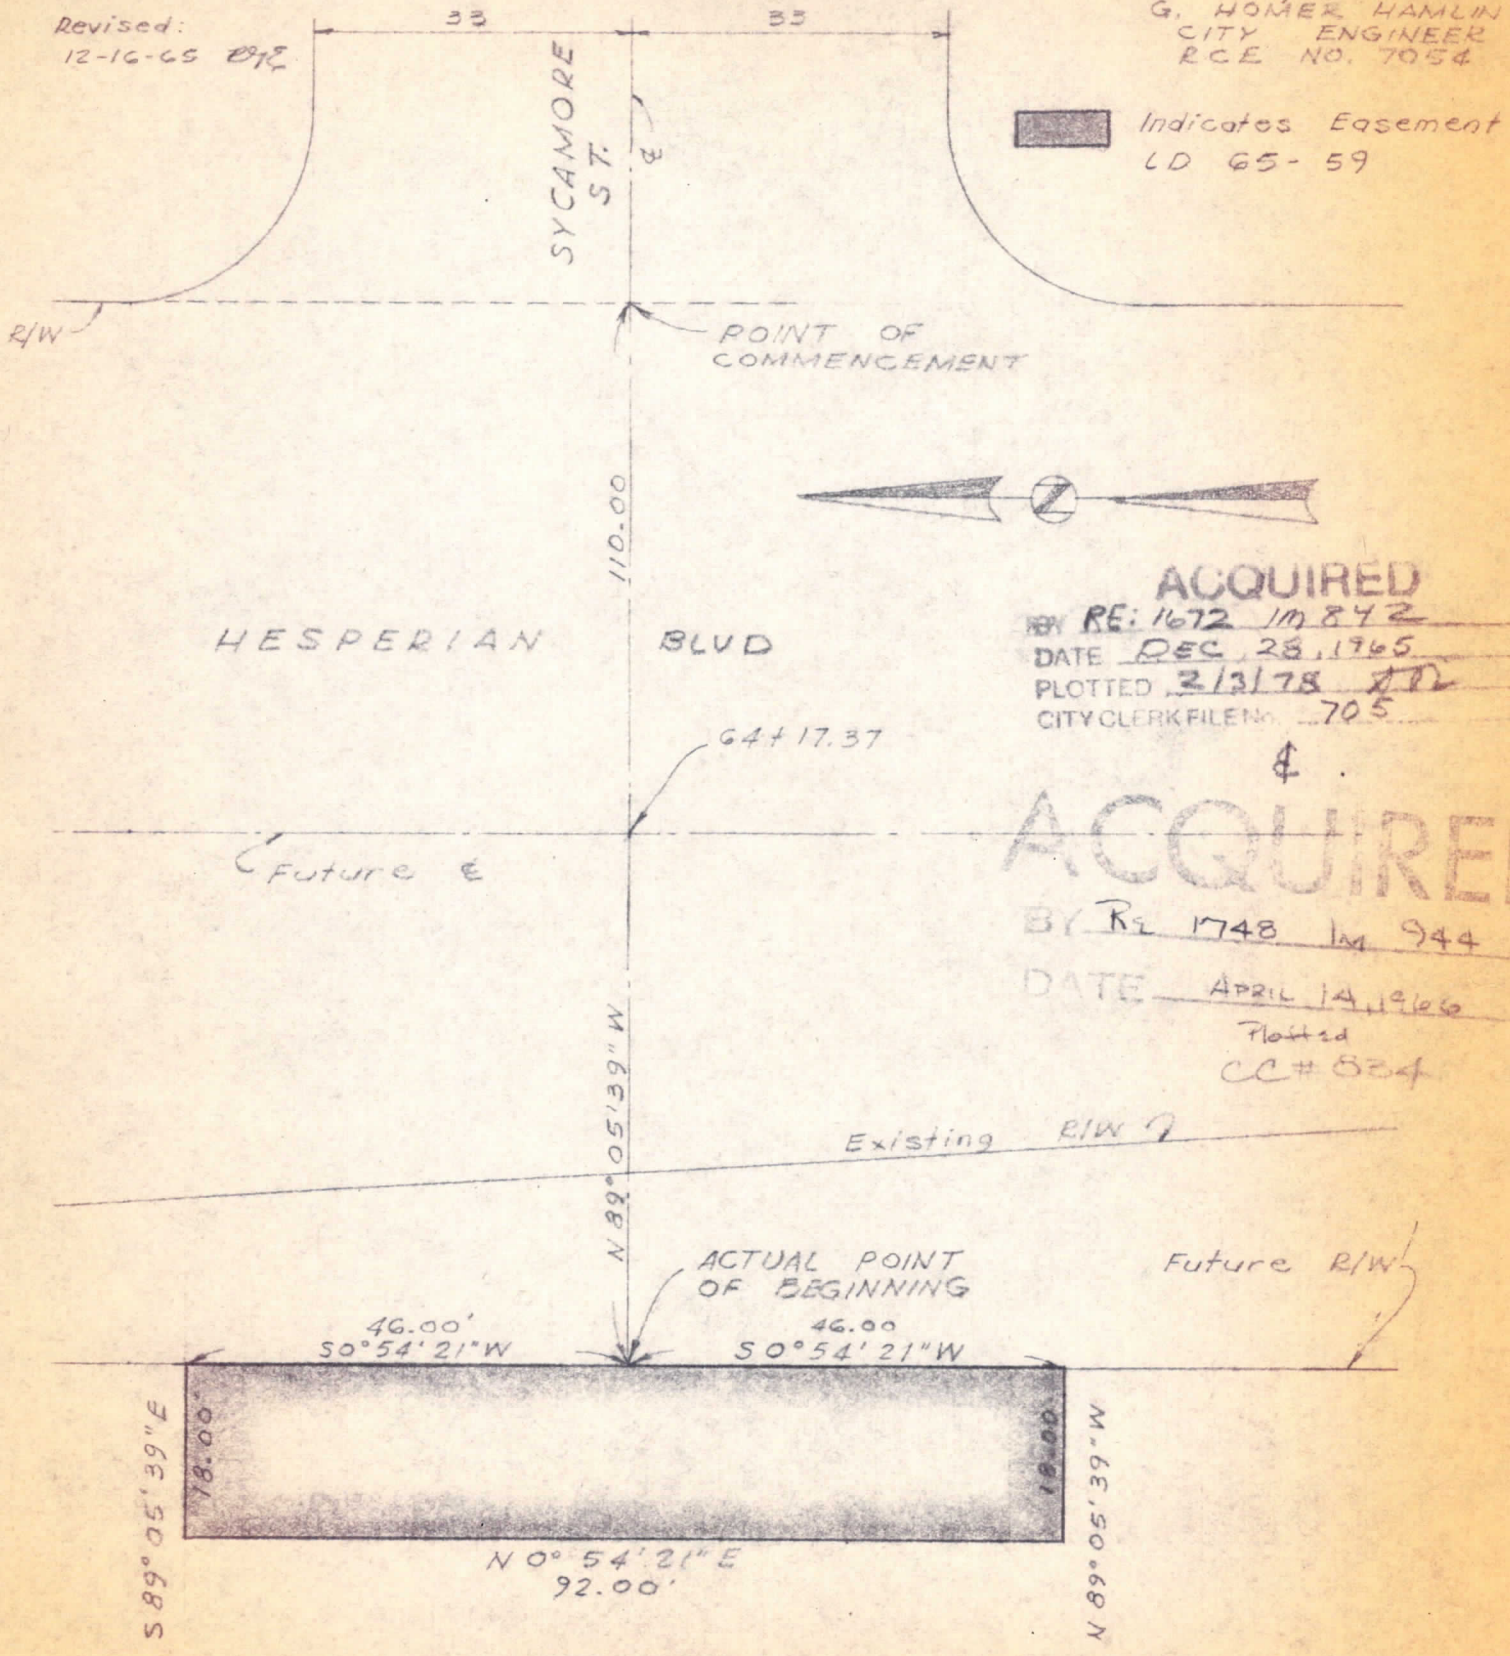 Revised:
12-16-65
33
33
G. HOMER HAMLIN
CITY ENGINEER
RCE NO. 7054
Indicates Easement
LD 65-59
SYCAMORE
ST.
℄
R/W
POINT OF
COMMENCEMENT
110.00
HESPERIAN BLVD
ACQUIRED
BY RE: 1672 IM 842
DATE DEC. 28, 1965
PLOTTED 2/3/78
CITY CLERK FILE No. 705
&
64+17.37
Future ℄
ACQUIRE
BY RE 1748 IM 944
DATE APRIL 14, 1966
Plotted
CC# 834
N 89° 05' 39" W
Existing R/W
ACTUAL POINT
OF BEGINNING
Future R/W
46.00'
S 0° 54' 21" W
46.00
S 0° 54' 21" W
S 89° 05' 39" E
18.00'
18.00
N 89° 05' 39" W
N 0° 54' 21" E
92.00'